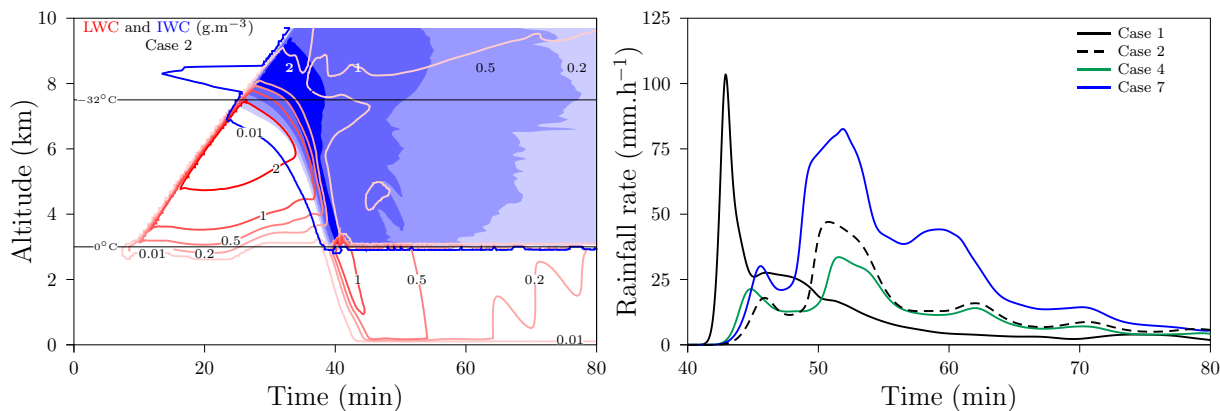 LWC and IWC (g.m−3)
Case 2
10
8
6
4
2
0
Altitude (km)
−32°C
0°C
2
1
0.5
0.2
0.01
2
1
0.5
0.01
0.2
1
0.5
0.2
0.01
0 20 40 60 80
Time (min)
125
100
75
50
25
0
Rainfall rate (mm.h−1)
Case 1
Case 2
Case 4
Case 7
40 50 60 70 80
Time (min)